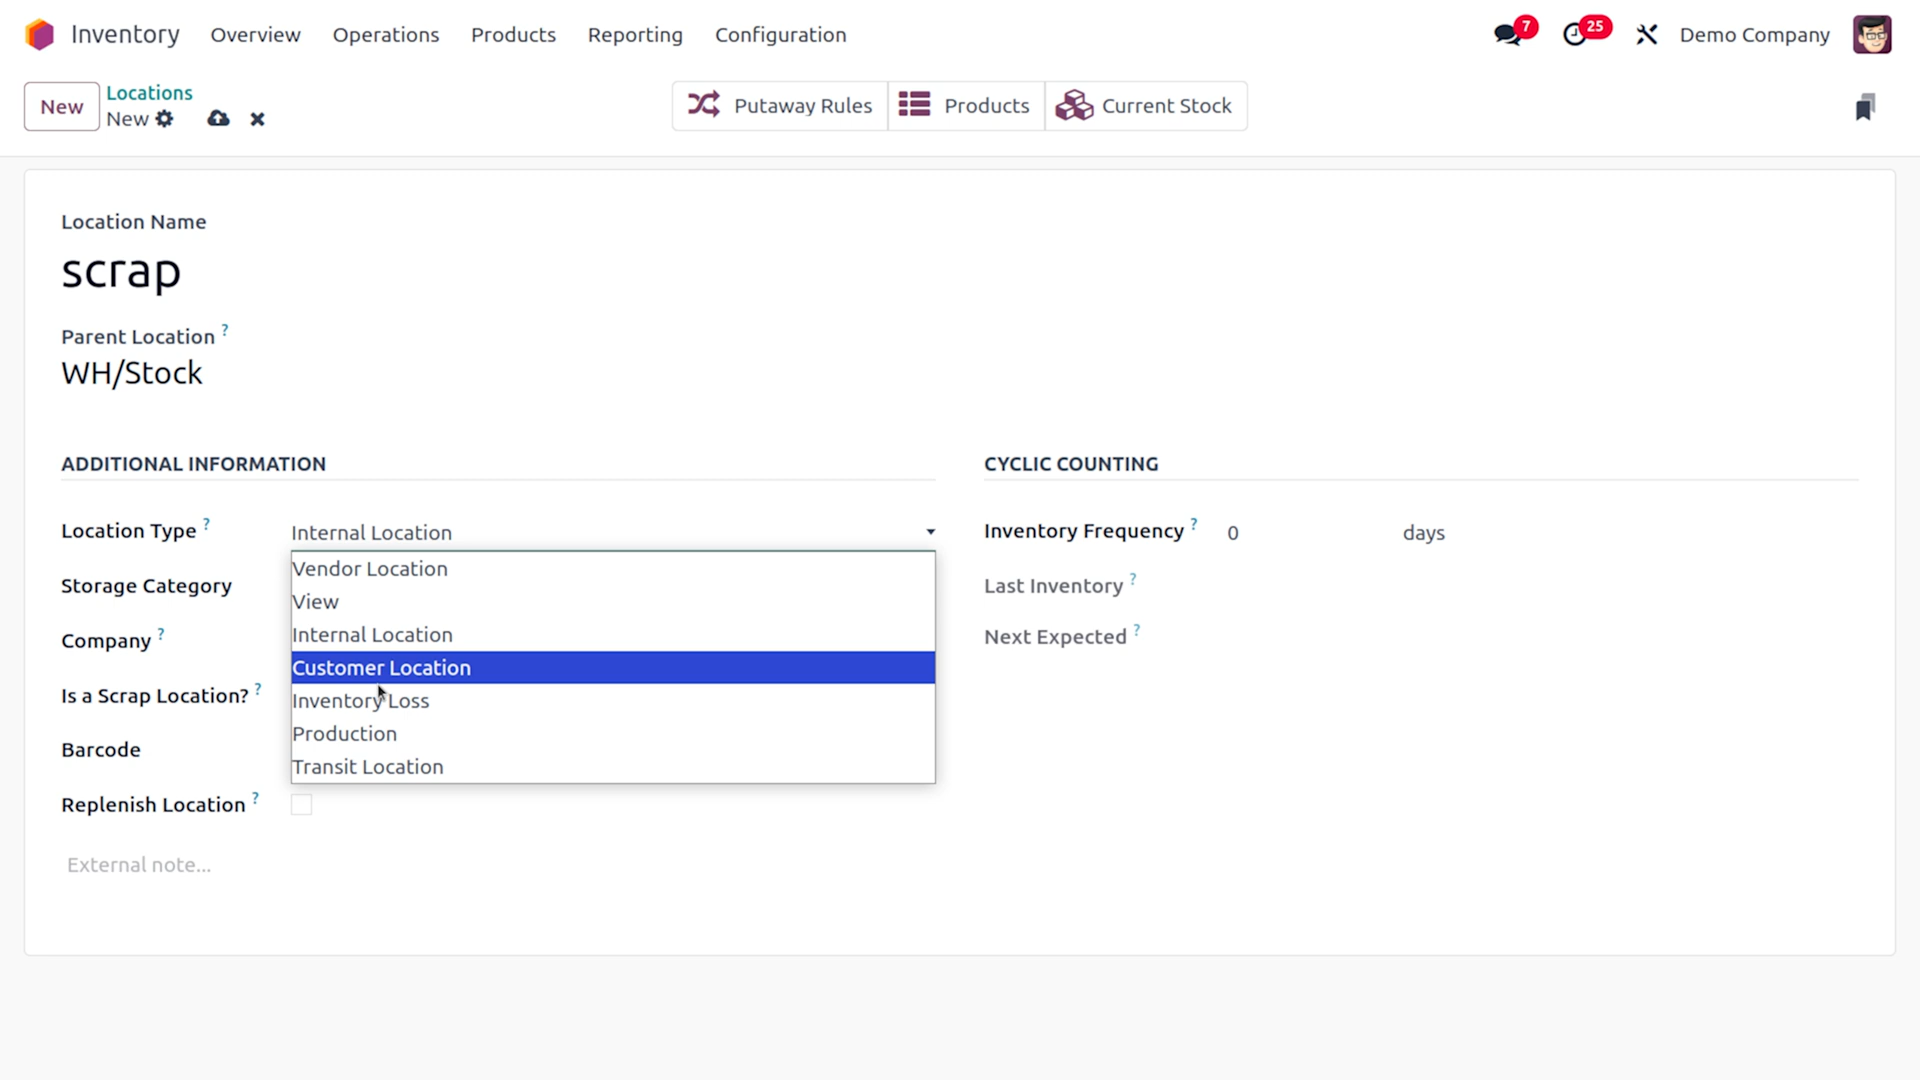 Inventory Overview Operations Products Reporting Configuration 7 25 Demo Company
New Locations
New
Putaway Rules Products Current Stock
Location Name
scrap
Parent Location ?
WH/Stock
ADDITIONAL INFORMATION
Location Type ? Internal Location
Vendor Location
View
Internal Location
Customer Location
Inventory Loss
Production
Transit Location
Storage Category
Company ?
Is a Scrap Location? ?
Barcode
Replenish Location ?
External note...
CYCLIC COUNTING
Inventory Frequency ? 0 days
Last Inventory ?
Next Expected ?